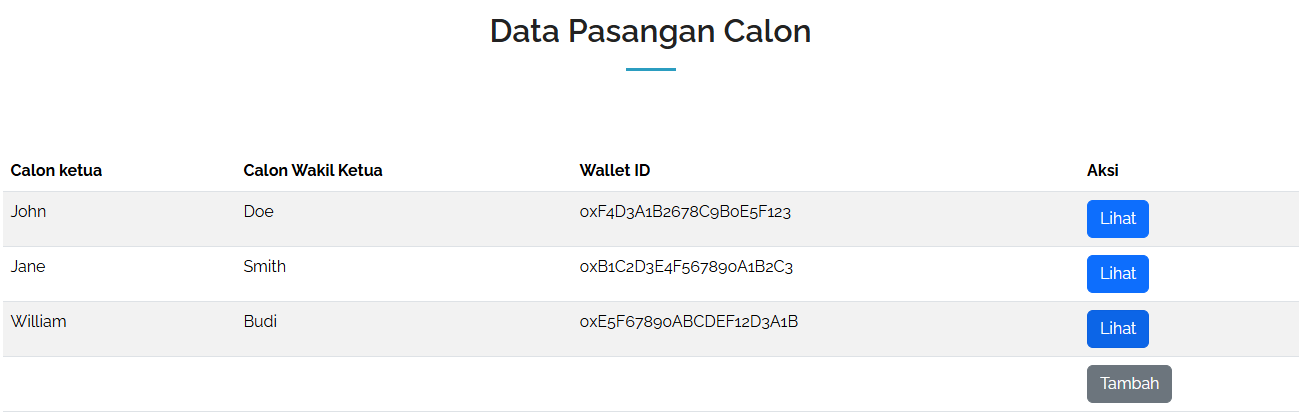 Data Pasangan Calon
Calon ketua Calon Wakil Ketua Wallet ID Aksi
John Doe 0xF4D3A1B2678C9B0E5F123 Lihat
Jane Smith 0xB1C2D3E4F567890A1B2C3 Lihat
William Budi 0xE5F67890ABCDEF12D3A1B Lihat
Tambah